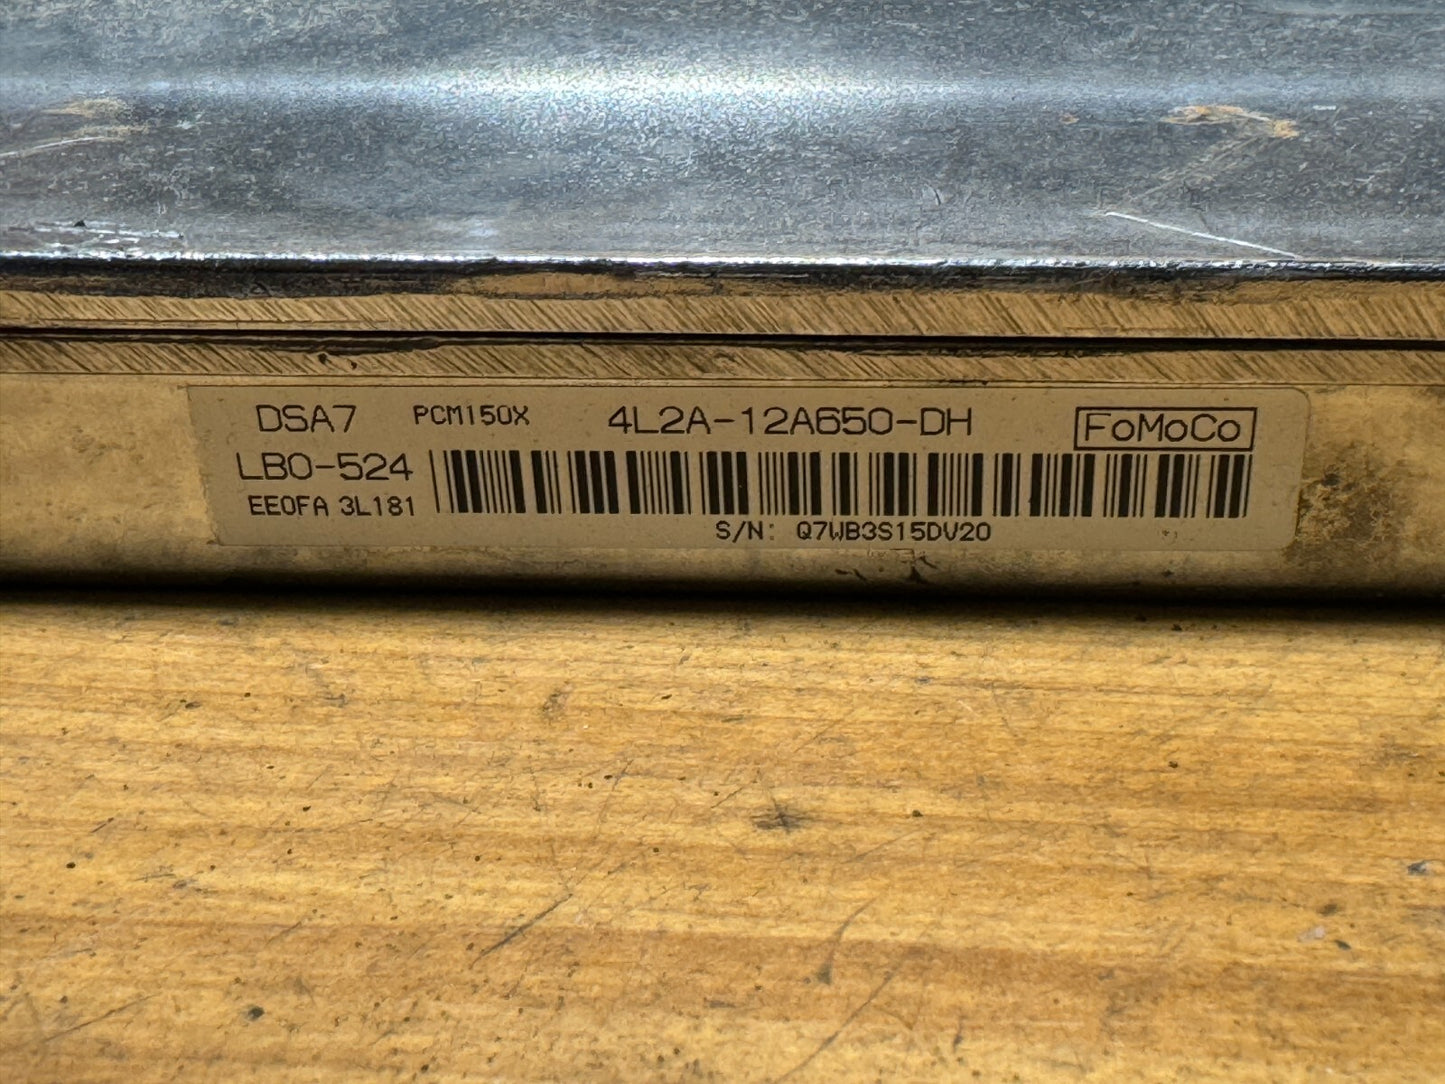 DSA7 PCM150X 4L2A-12A650-DH FoMoCo
LB0-524
EE0FA 3L181
S/N: Q7WB3S15DV20